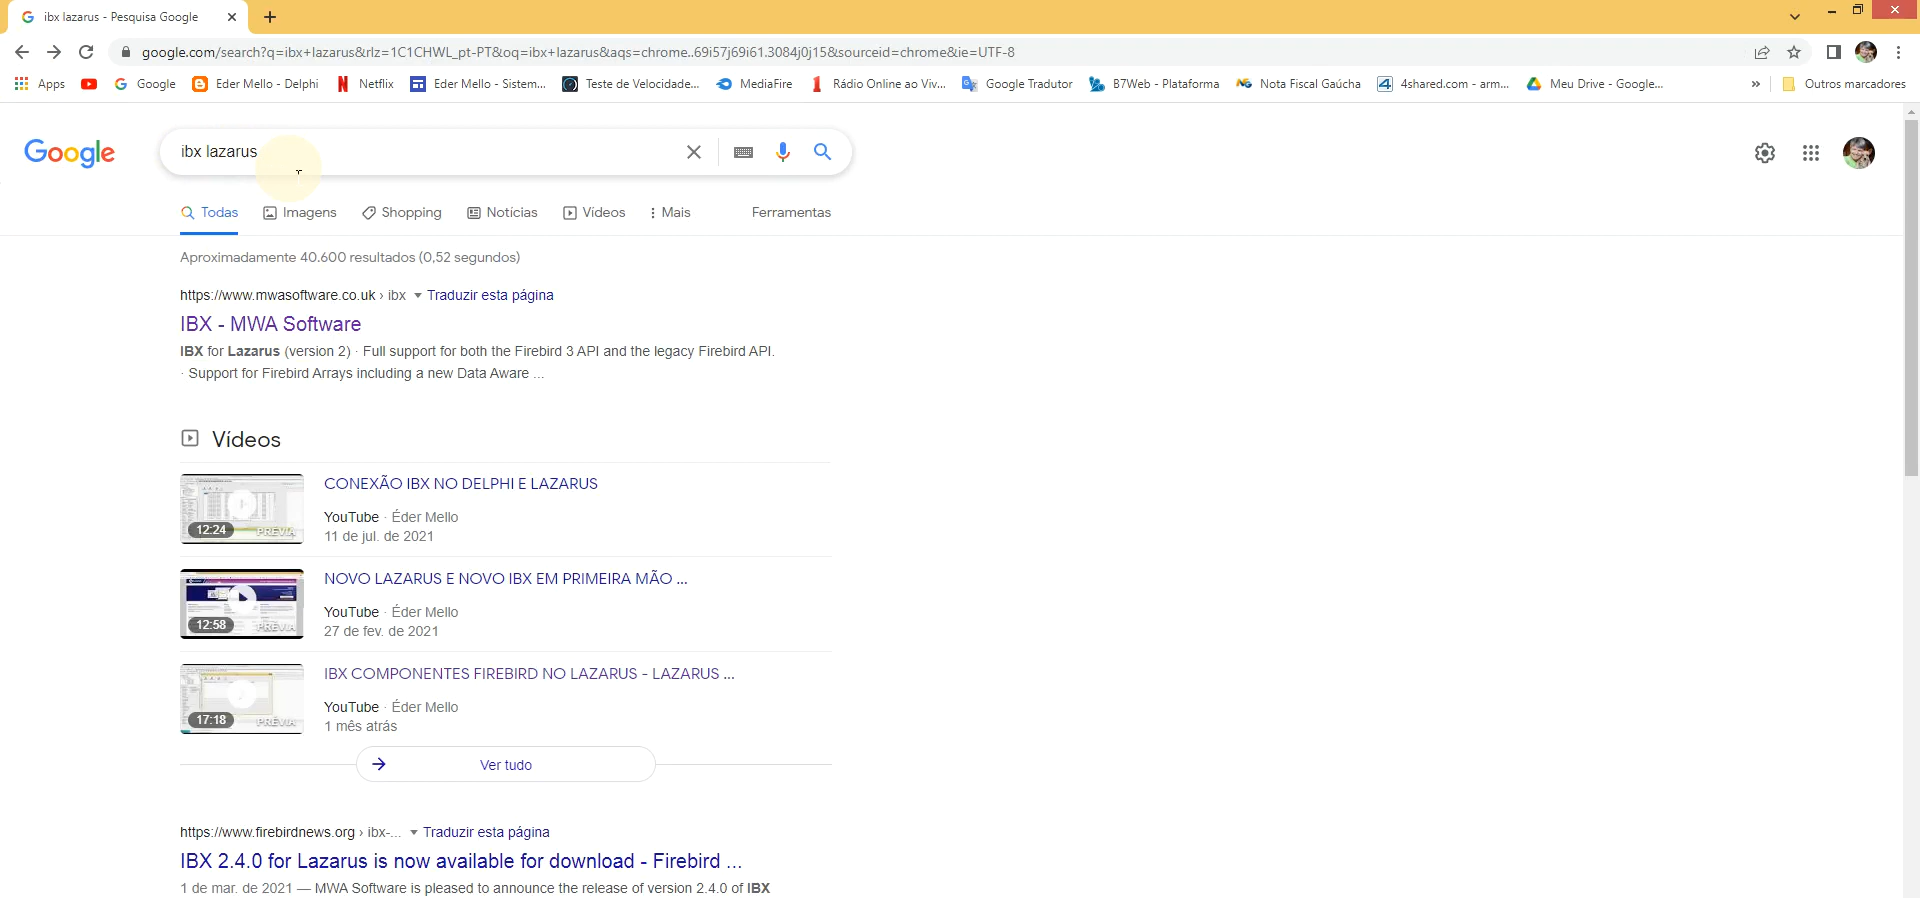 ibx lazarus - Pesquisa Google
google.com/search?q=ibx+lazarus&rlz=1C1CHWL_pt-PT&oq=ibx+lazarus&aqs=chrome..69i57j69i61.3084j0j15&sourceid=chrome&ie=UTF-8
Apps Google Eder Mello - Delphi Netflix Eder Mello - Sistem... Teste de Velocidade... MediaFire Rádio Online ao Viv... Google Tradutor B7Web - Plataforma Nota Fiscal Gaúcha 4shared.com - arm... Meu Drive - Google... » Outros marcadores
Google ibx lazarus
Todas Imagens Shopping Notícias Vídeos Mais Ferramentas
Aproximadamente 40.600 resultados (0,52 segundos)
https://www.mwasoftware.co.uk › ibx Traduzir esta página
IBX - MWA Software
IBX for Lazarus (version 2) · Full support for both the Firebird 3 API and the legacy Firebird API.
· Support for Firebird Arrays including a new Data Aware ...
Vídeos
CONEXÃO IBX NO DELPHI E LAZARUS
YouTube · Éder Mello
12:24 PRÉVIA
11 de jul. de 2021
NOVO LAZARUS E NOVO IBX EM PRIMEIRA MÃO ...
YouTube · Éder Mello
12:58 PRÉVIA
27 de fev. de 2021
IBX COMPONENTES FIREBIRD NO LAZARUS - LAZARUS ...
YouTube · Éder Mello
17:18 PRÉVIA
1 mês atrás
Ver tudo
https://www.firebirdnews.org › ibx-... Traduzir esta página
IBX 2.4.0 for Lazarus is now available for download - Firebird ...
1 de mar. de 2021 — MWA Software is pleased to announce the release of version 2.4.0 of IBX